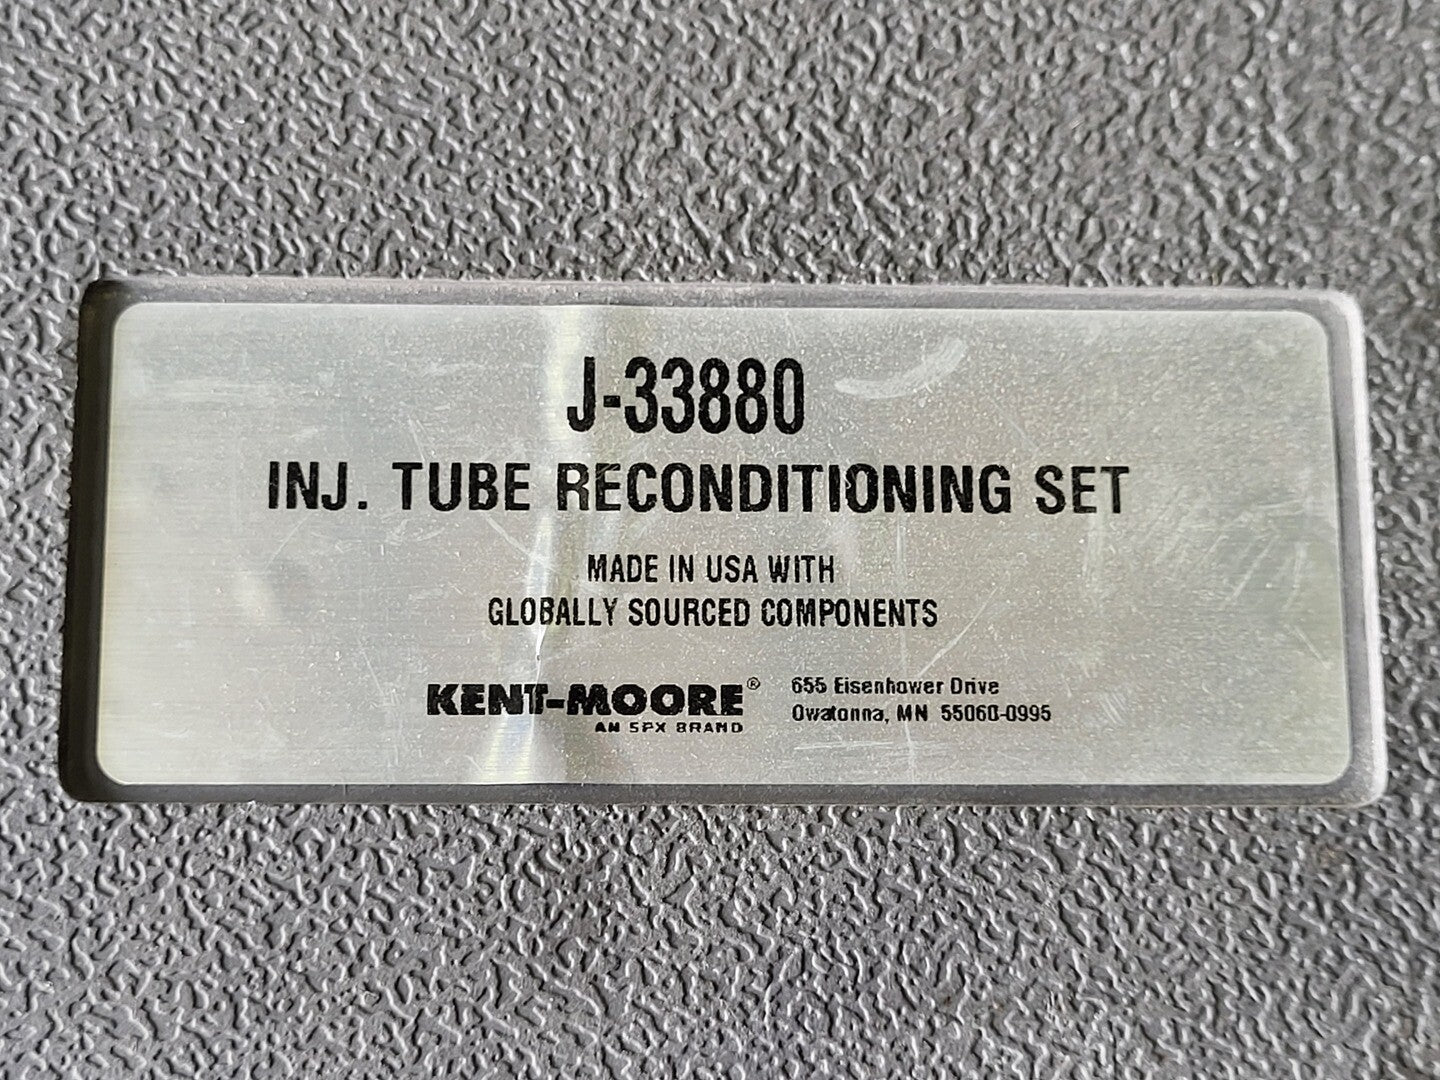 J-33880
INJ. TUBE RECONDITIONING SET
MADE IN USA WITH
GLOBALLY SOURCED COMPONENTS
KENT-MOORE®
AN SPX BRAND
655 Eisenhower Drive
Owatonna, MN 55060-0995